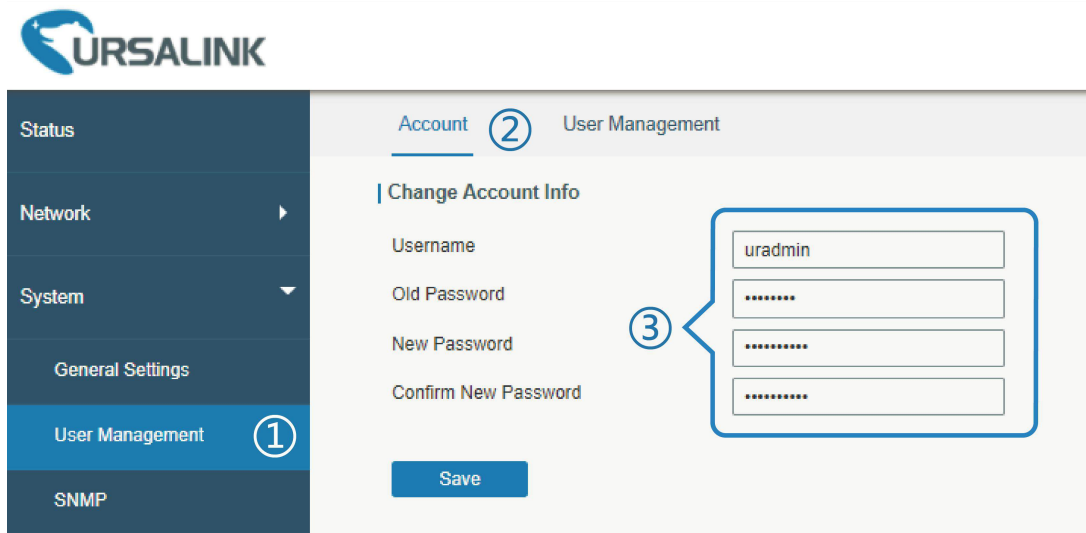 URSALINK
Status
Account ② User Management
Change Account Info
Network
Username uradmin
Old Password ••••••••
System
③
New Password ••••••••••
General Settings
Confirm New Password ••••••••••
User Management ①
Save
SNMP